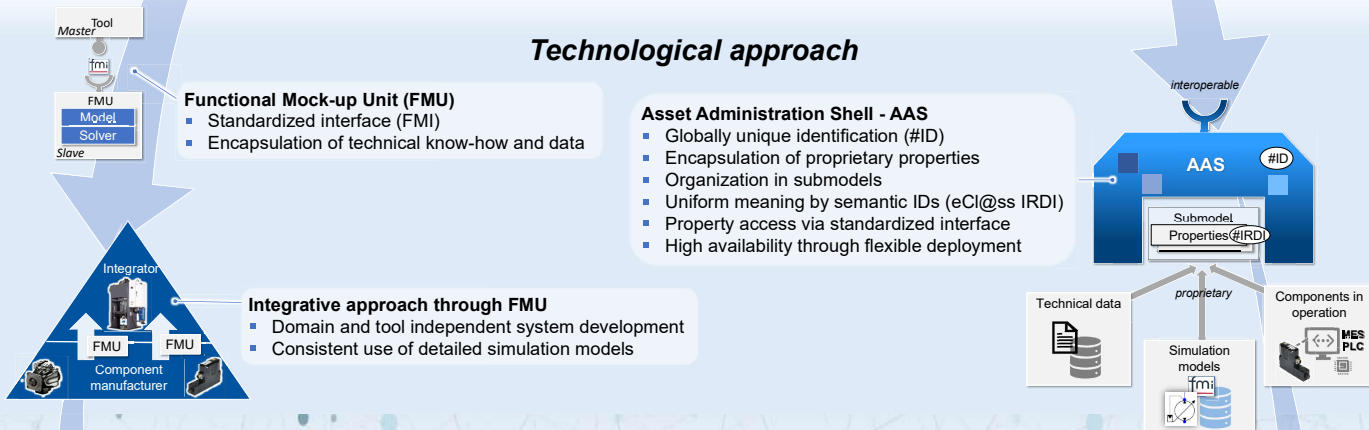 Technological approach
Tool
Master
fmi
FMU
Model
Solver
Slave
Functional Mock-up Unit (FMU)
Standardized interface (FMI)
Encapsulation of technical know-how and data
Integrator
FMU
FMU
Component
manufacturer
Integrative approach through FMU
Domain and tool independent system development
Consistent use of detailed simulation models
Asset Administration Shell - AAS
Globally unique identification (#ID)
Encapsulation of proprietary properties
Organization in submodels
Uniform meaning by semantic IDs (eCl@ss IRDI)
Property access via standardized interface
High availability through flexible deployment
interoperable
AAS
#ID
Submodel
Properties
#IRDI
proprietary
Technical data
Simulation
models
fmi
Components in
operation
MES
PLC